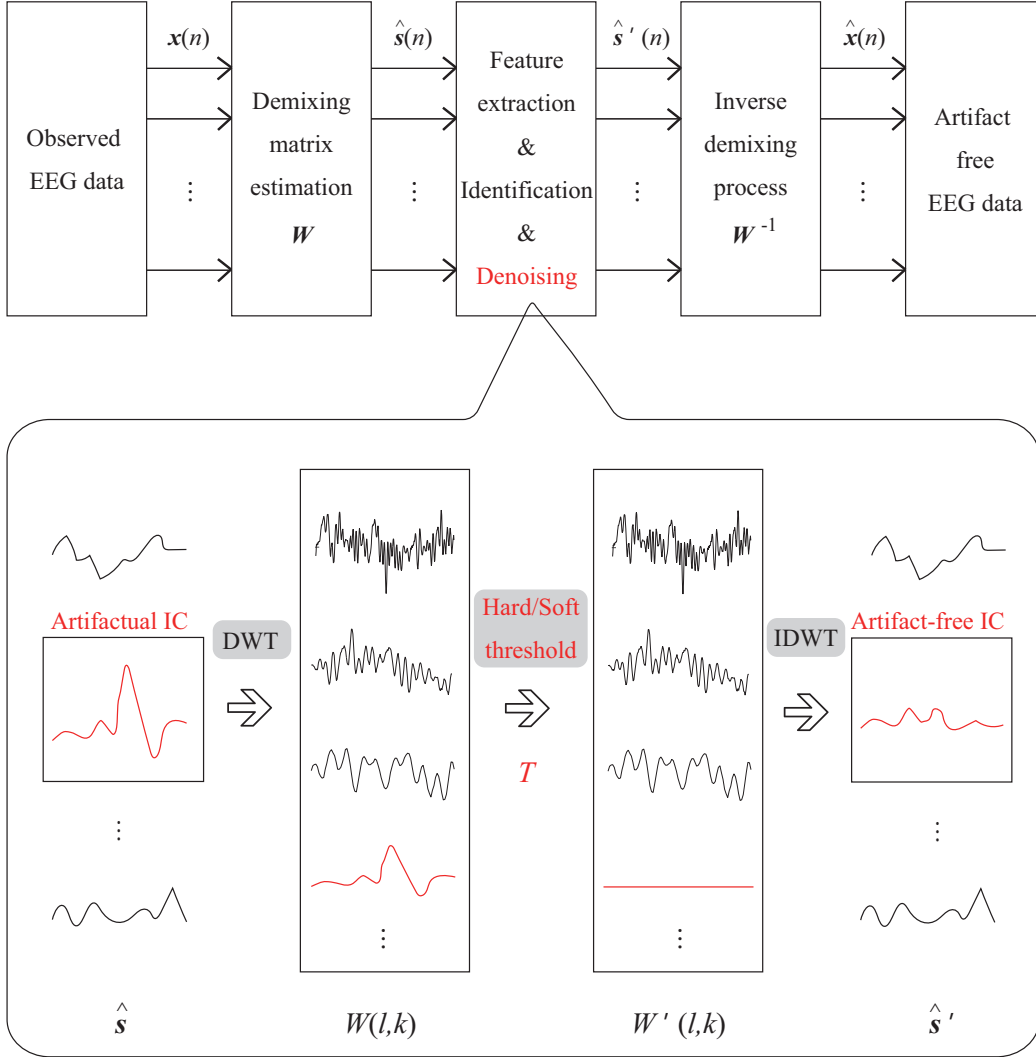 x(n)
ŝ(n)
ŝ ′ (n)
x̂(n)
Observed
EEG data
Demixing
matrix
estimation
W
Feature
extraction
&
Identification
&
Denoising
Inverse
demixing
process
W⁻¹
Artifact
free
EEG data
⋮
⋮
⋮
⋮
Artifactual IC
DWT
Hard/Soft
threshold
T
IDWT
Artifact-free IC
⋮
⋮
⋮
⋮
ŝ
W(l,k)
W ′ (l,k)
ŝ ′